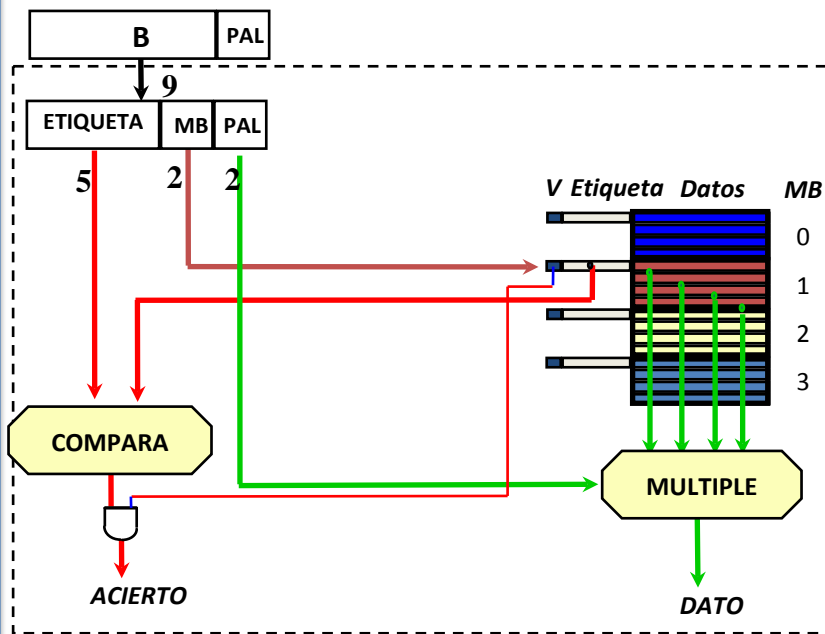 B PAL
9
ETIQUETA MB PAL
5 2 2
V Etiqueta Datos MB
0
1
2
3
COMPARA
MULTIPLE
ACIERTO
DATO